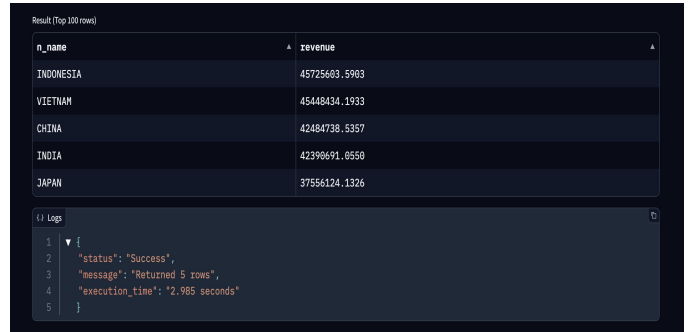 Result (Top 100 rows)
n_name ▲ revenue ▲
INDONESIA 45725603.5903
VIETNAM 45448434.1933
CHINA 42484738.5357
INDIA 42390691.0550
JAPAN 37556124.1326
{.} Logs
1 ▼ {
2 "status": "Success",
3 "message": "Returned 5 rows",
4 "execution_time": "2.985 seconds"
5 }